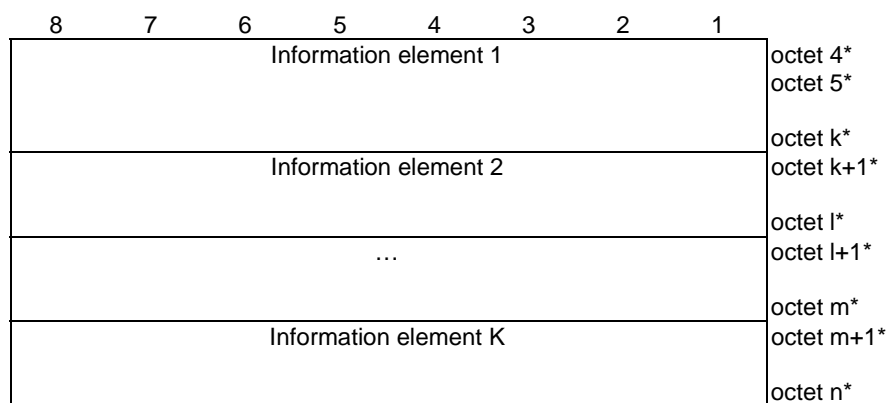 8 7 6 5 4 3 2 1
Information element 1 octet 4*
octet 5*
octet k*
Information element 2 octet k+1*
octet l*
… octet l+1*
octet m*
Information element K octet m+1*
octet n*